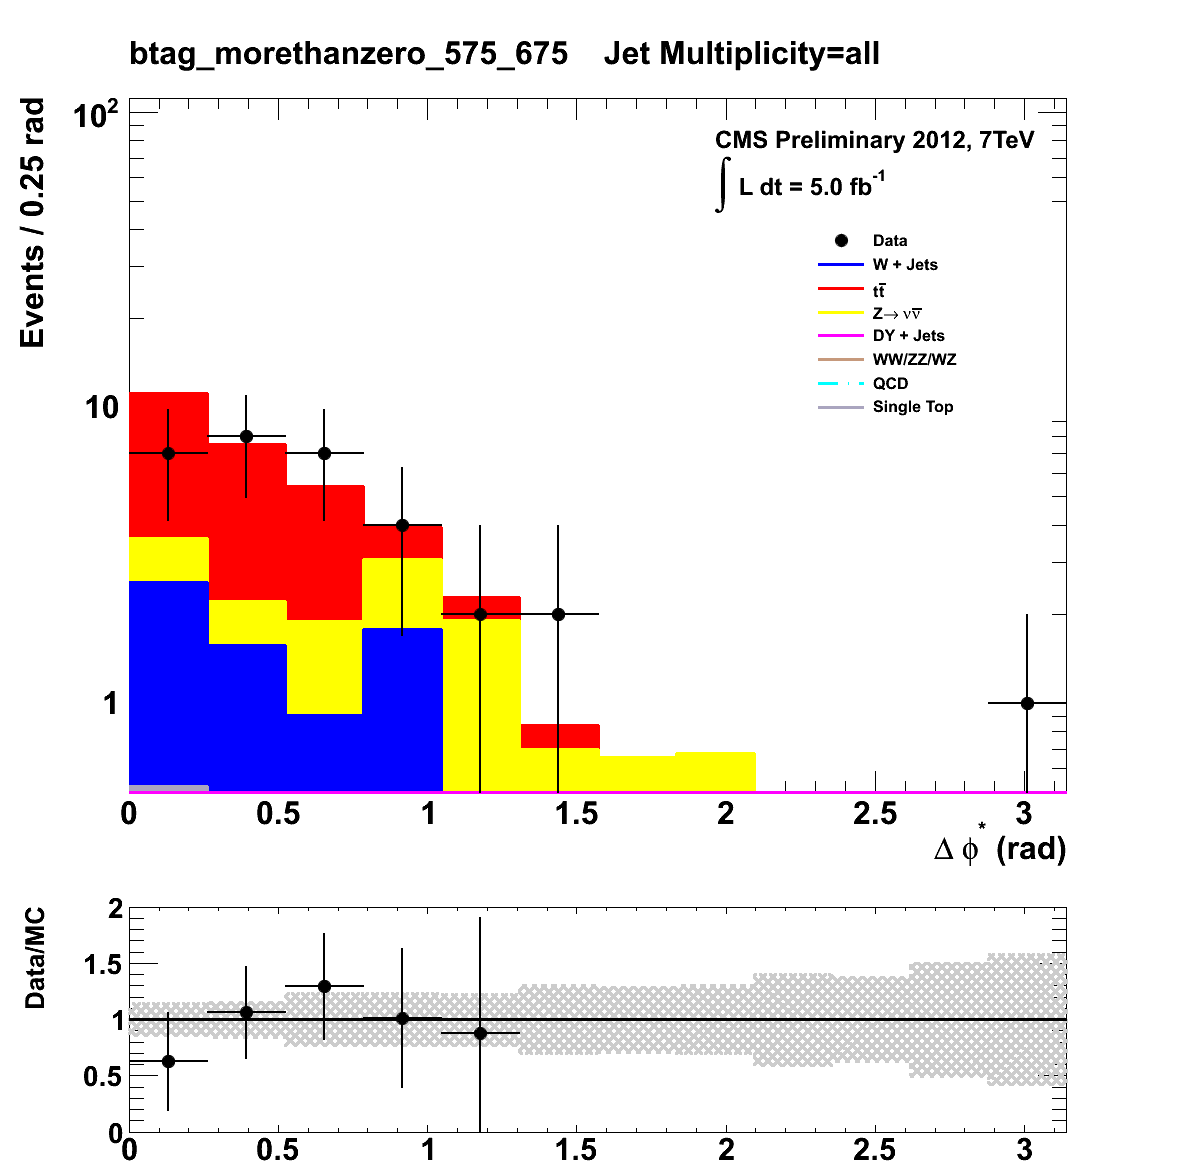 btag_morethanzero_575_675 Jet Multiplicity=all
Events / 0.25 rad
10²
10
1
CMS Preliminary 2012, 7TeV
∫ L dt = 5.0 fb⁻¹
Data
W + Jets
tt̅
Z→ νν̅
DY + Jets
WW/ZZ/WZ
QCD
Single Top
0 0.5 1 1.5 2 2.5 3
Δ ϕ* (rad)
Data/MC
2
1.5
1
0.5
0
0 0.5 1 1.5 2 2.5 3